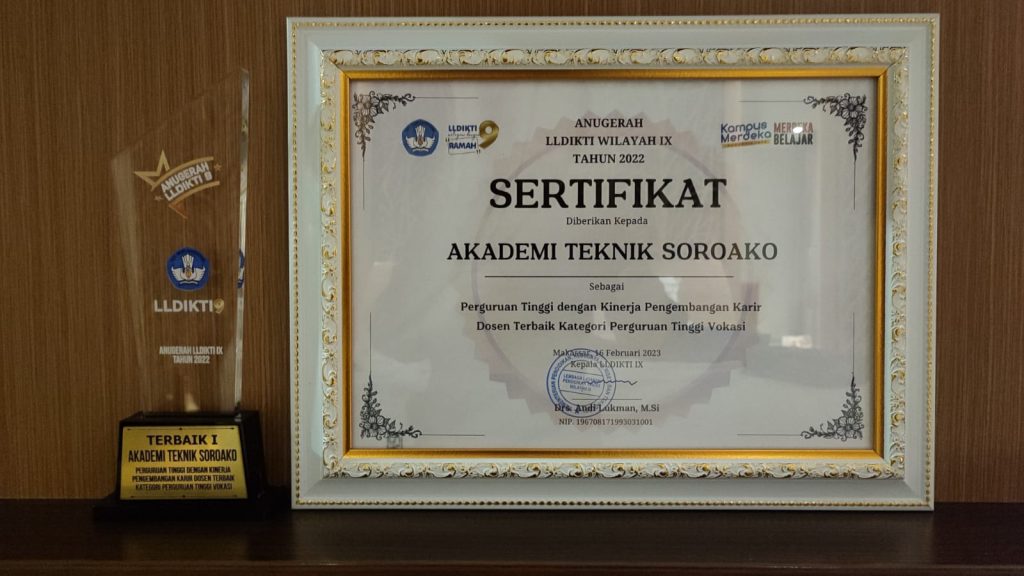 ANUGERAH
LLDIKTI 9
LLDIKTI9
ANUGERAH LLDIKTI IX
TAHUN 2022
TERBAIK I
AKADEMI TEKNIK SOROAKO
PERGURUAN TINGGI DENGAN KINERJA
PENGEMBANGAN KARIR DOSEN TERBAIK
KATEGORI PERGURUAN TINGGI VOKASI
LLDIKTI 9
RAMAH
Kampus
Merdeka
MERDEKA
BELAJAR
ANUGERAH
LLDIKTI WILAYAH IX
TAHUN 2022
SERTIFIKAT
Diberikan Kepada
AKADEMI TEKNIK SOROAKO
Sebagai
Perguruan Tinggi dengan Kinerja Pengembangan Karir
Dosen Terbaik Kategori Perguruan Tinggi Vokasi
Makassar, 16 Februari 2023
Kepala LLDIKTI IX
Drs. Andi Lukman, M.Si
NIP. 196708171993031001